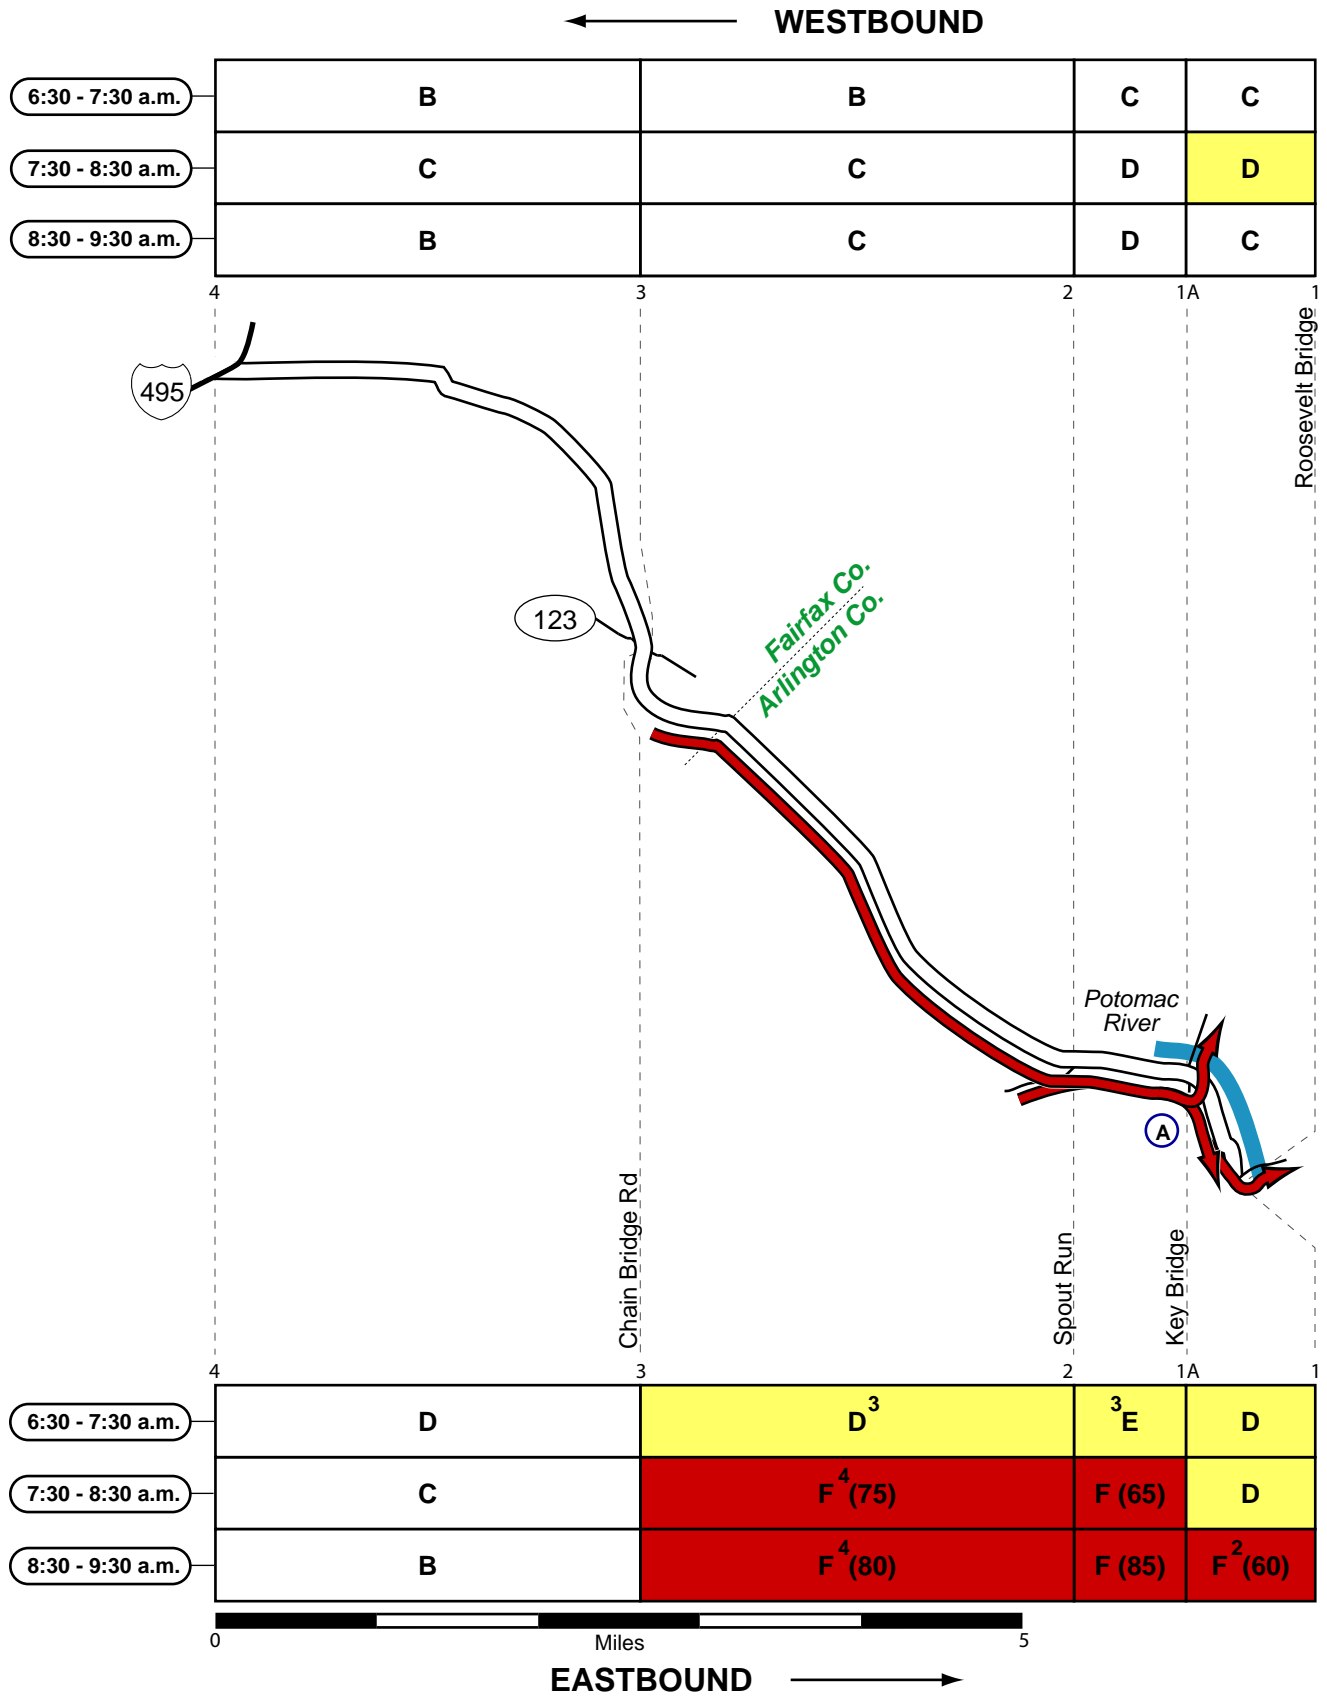 WESTBOUND
6:30 - 7:30 a.m. B B C C
7:30 - 8:30 a.m. C C D D
8:30 - 9:30 a.m. B C D C
4 3 2 1A 1
Roosevelt Bridge
495
123
Fairfax Co.
Arlington Co.
Potomac
River
A
Chain Bridge Rd
Spout Run
Key Bridge
4 3 2 1A 1
6:30 - 7:30 a.m. D D³ ³E D
7:30 - 8:30 a.m. C F⁴(75) F (65) D
8:30 - 9:30 a.m. B F⁴(80) F (85) F²(60)
0 Miles 5
EASTBOUND